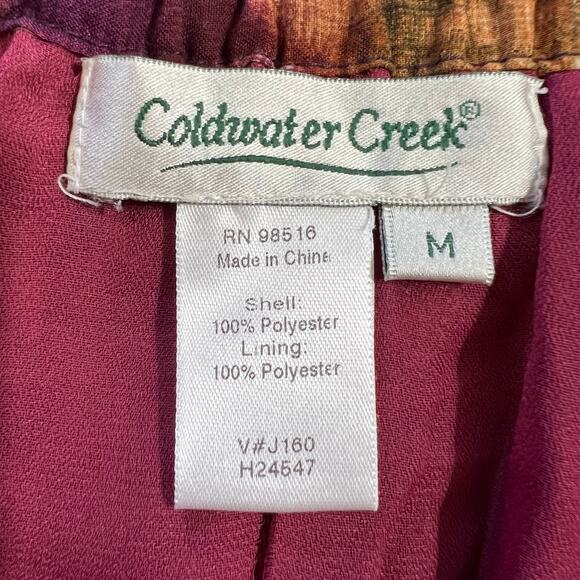 Coldwater Creek®
M
RN 98516
Made in China
Shell:
100% Polyester
Lining:
100% Polyester
V#J160
H24547